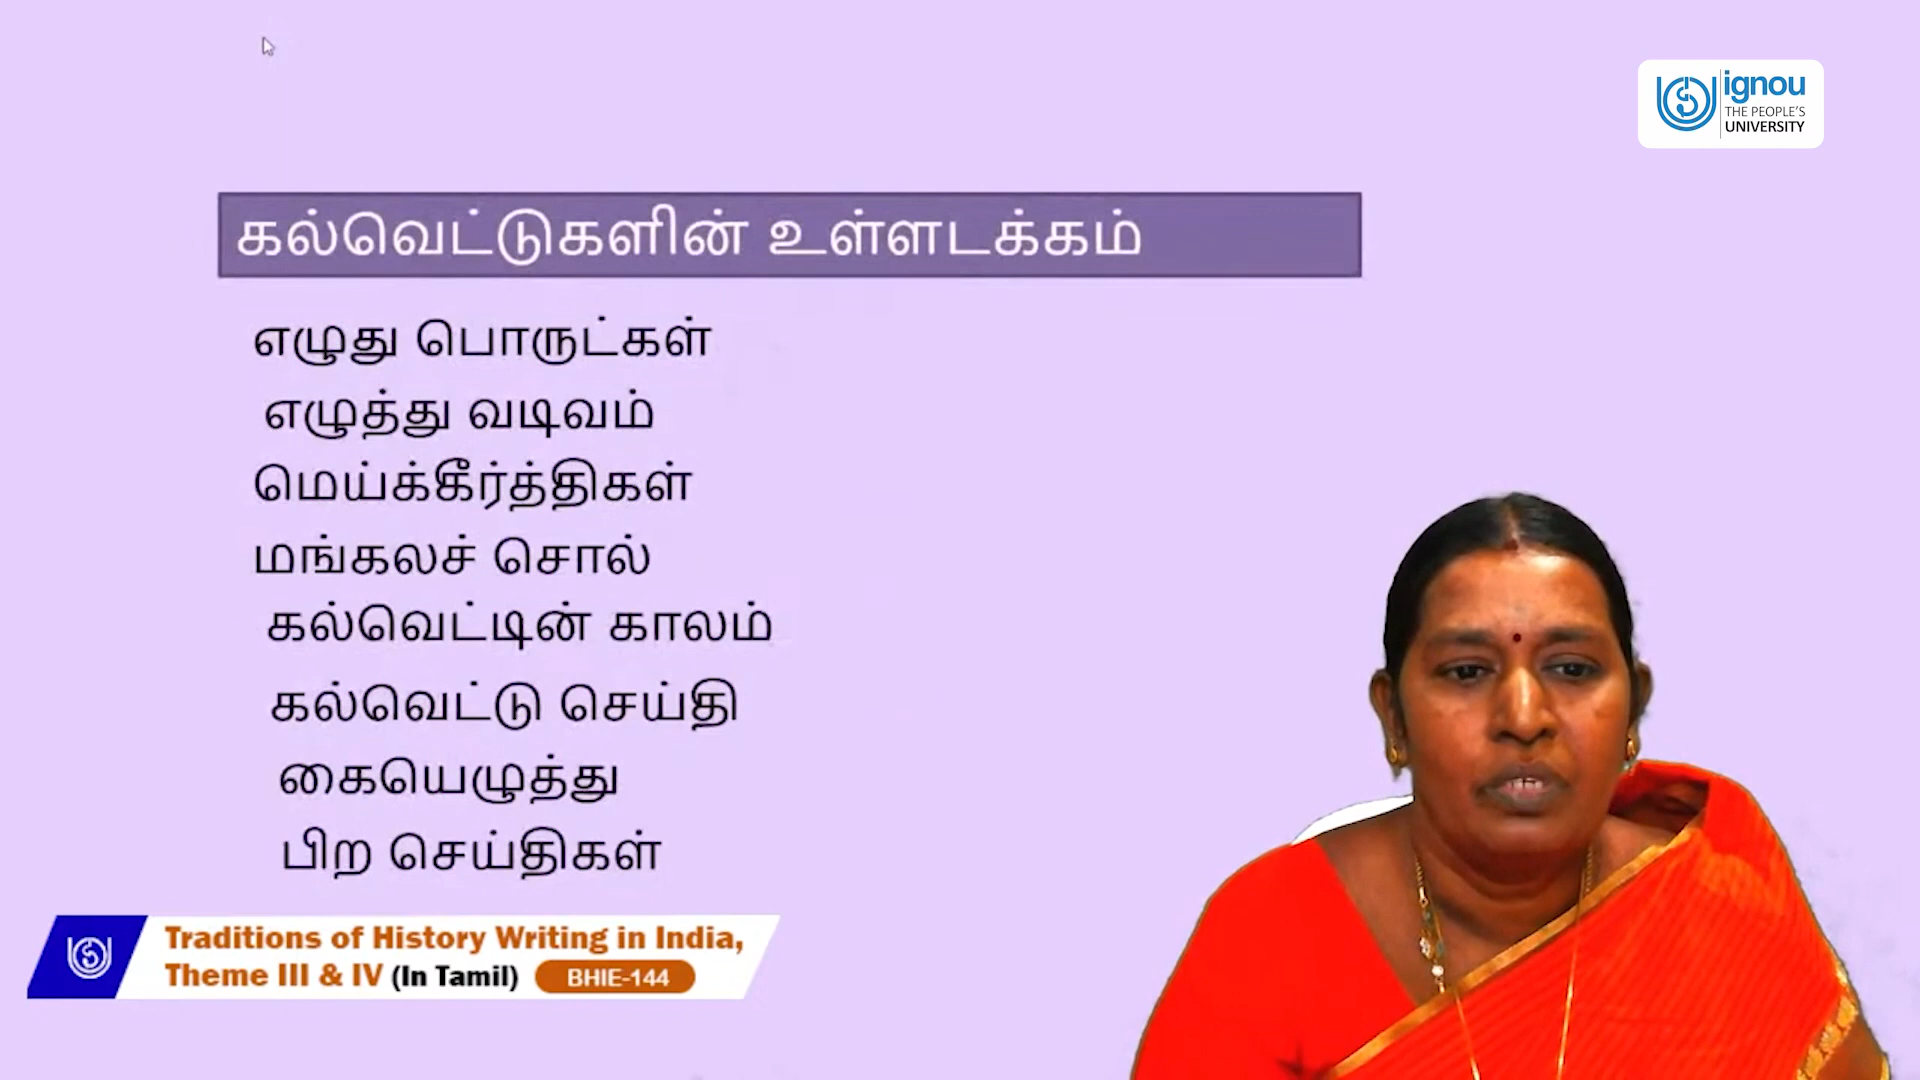 ignou
THE PEOPLE'S
UNIVERSITY
கல்வெட்டுகளின் உள்ளடக்கம்
எழுது பொருட்கள்
எழுத்து வடிவம்
மெய்க்கீர்த்திகள்
மங்கலச் சொல்
கல்வெட்டின் காலம்
கல்வெட்டு செய்தி
கையெழுத்து
பிற செய்திகள்
Traditions of History Writing in India,
Theme III & IV (In Tamil) BHIE-144